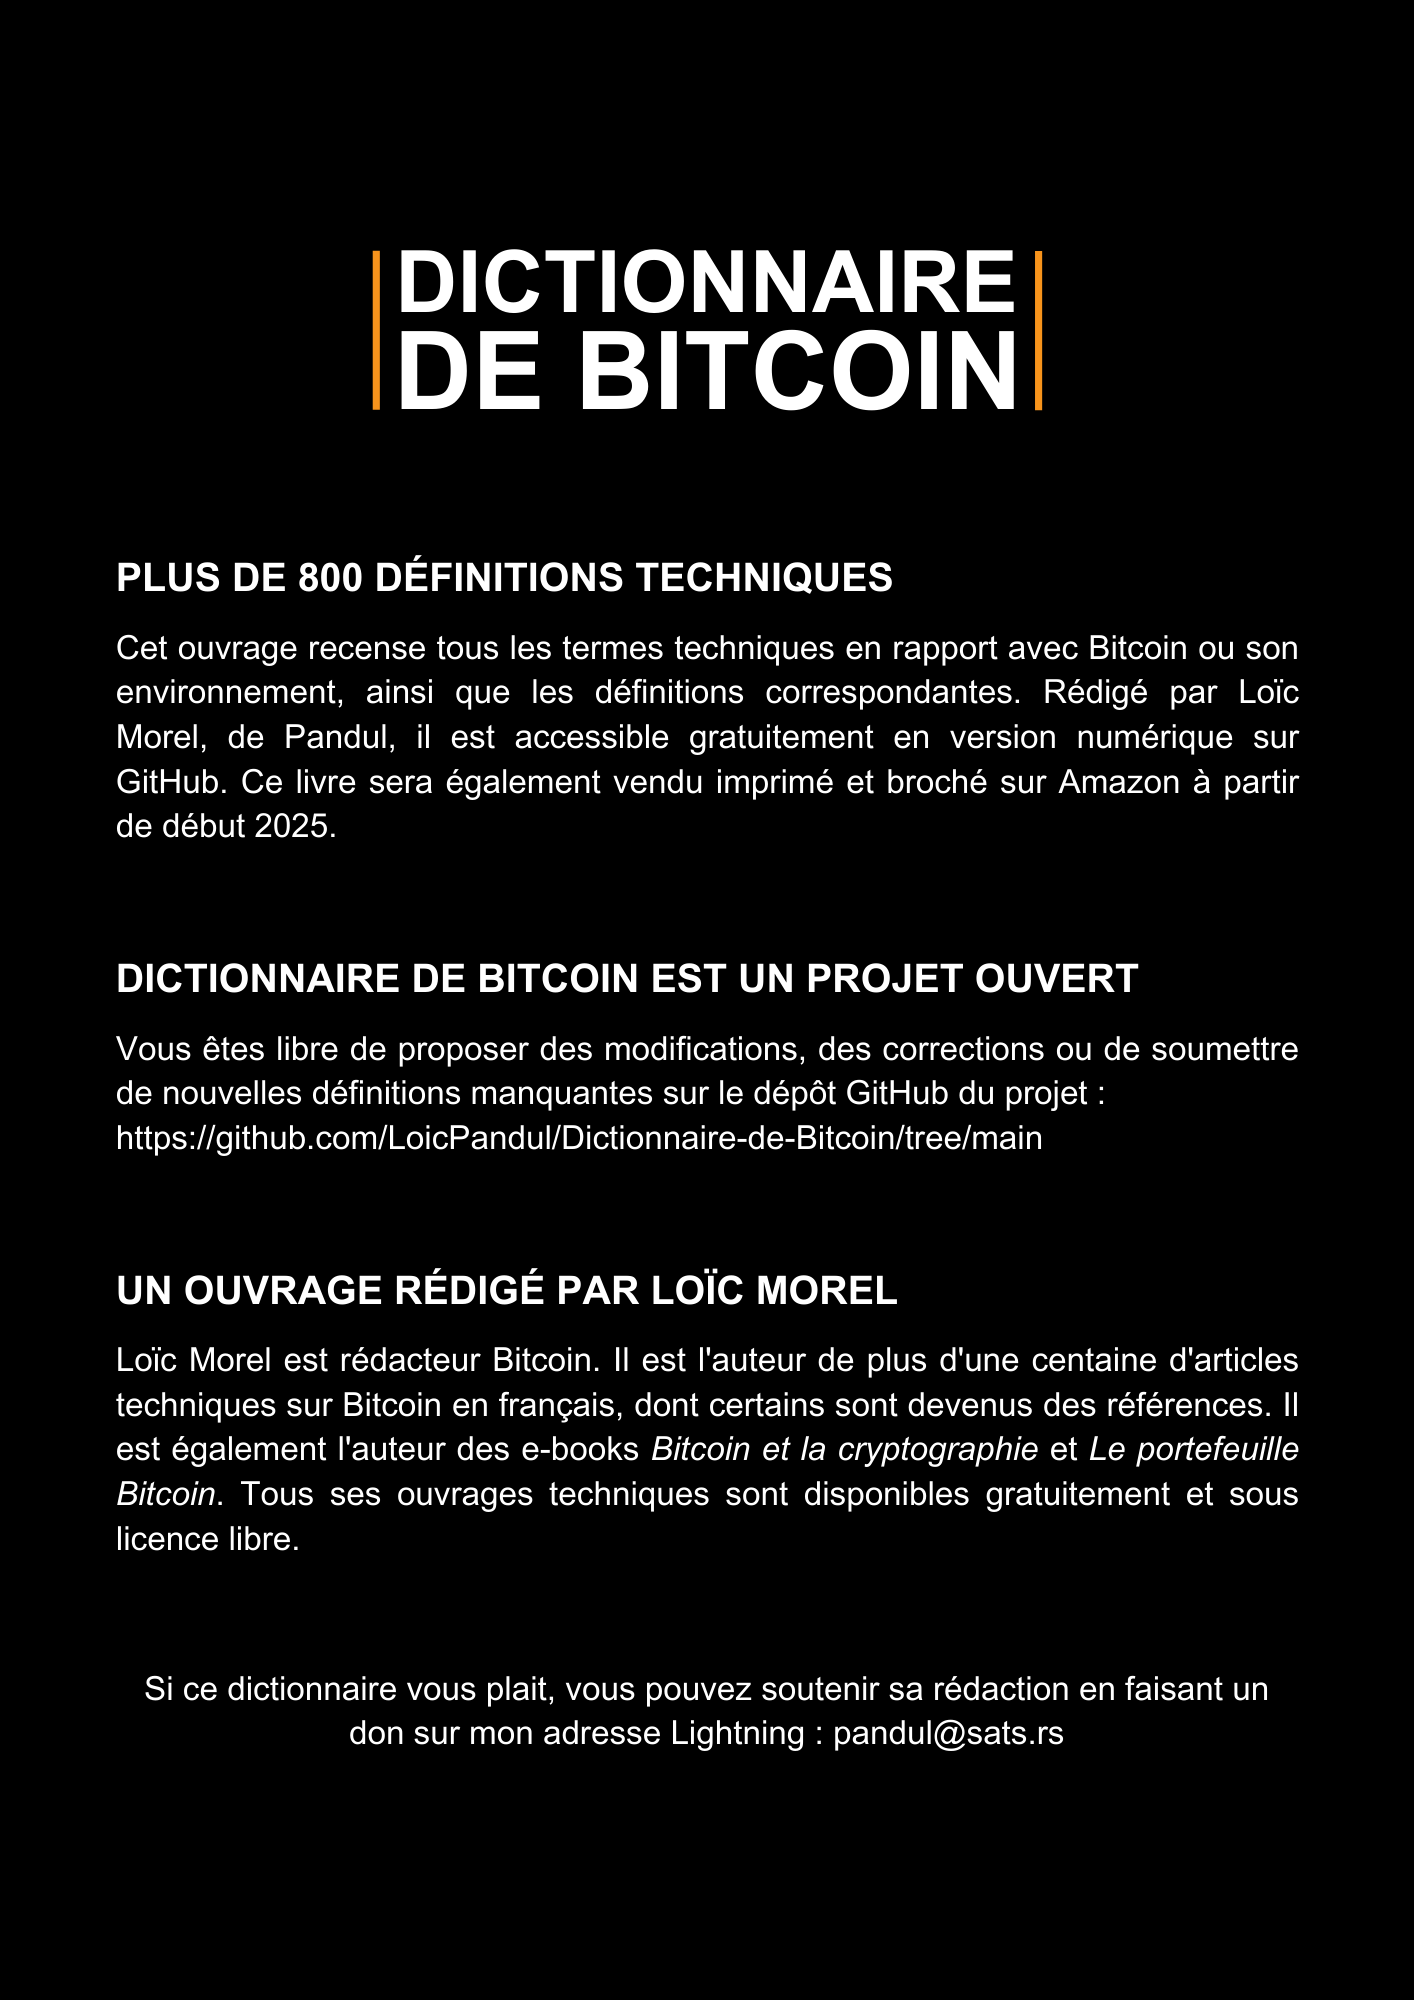 DICTIONNAIRE
DE BITCOIN
PLUS DE 800 DÉFINITIONS TECHNIQUES
Cet ouvrage recense tous les termes techniques en rapport avec Bitcoin ou son
environnement, ainsi que les définitions correspondantes. Rédigé par Loïc
Morel, de Pandul, il est accessible gratuitement en version numérique sur
GitHub. Ce livre sera également vendu imprimé et broché sur Amazon à partir
de début 2025.
DICTIONNAIRE DE BITCOIN EST UN PROJET OUVERT
Vous êtes libre de proposer des modifications, des corrections ou de soumettre
de nouvelles définitions manquantes sur le dépôt GitHub du projet :
https://github.com/LoicPandul/Dictionnaire-de-Bitcoin/tree/main
UN OUVRAGE RÉDIGÉ PAR LOÏC MOREL
Loïc Morel est rédacteur Bitcoin. Il est l'auteur de plus d'une centaine d'articles
techniques sur Bitcoin en français, dont certains sont devenus des références. Il
est également l'auteur des e-books Bitcoin et la cryptographie et Le portefeuille
Bitcoin. Tous ses ouvrages techniques sont disponibles gratuitement et sous
licence libre.
Si ce dictionnaire vous plait, vous pouvez soutenir sa rédaction en faisant un
don sur mon adresse Lightning : pandul@sats.rs